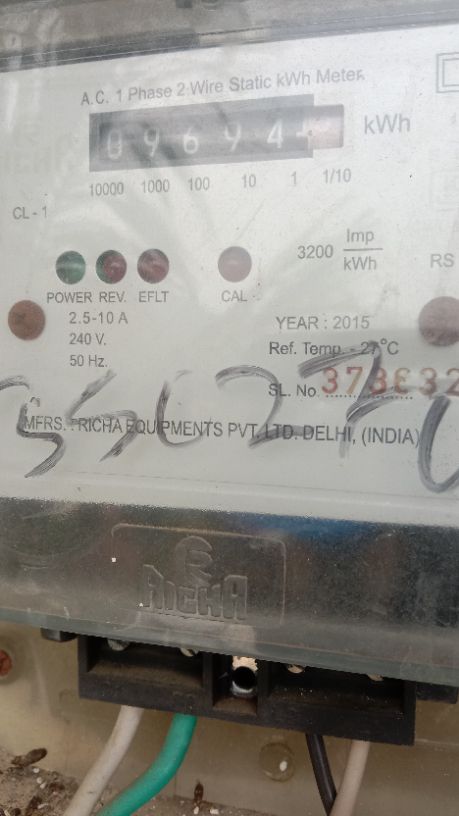 A.C. 1 Phase 2 Wire Static kWh Meter
0 9 6 9 4
kWh
10000 1000 100 10 1 1/10
CL - 1
3200 Imp/kWh
RS
POWER REV. EFLT CAL
2.5-10 A
240 V.
50 Hz.
YEAR : 2015
Ref. Temp. - 27°C
SL. No.
MFRS. : RICHA EQUIPMENTS PVT. LTD. DELHI, (INDIA)
RICHA